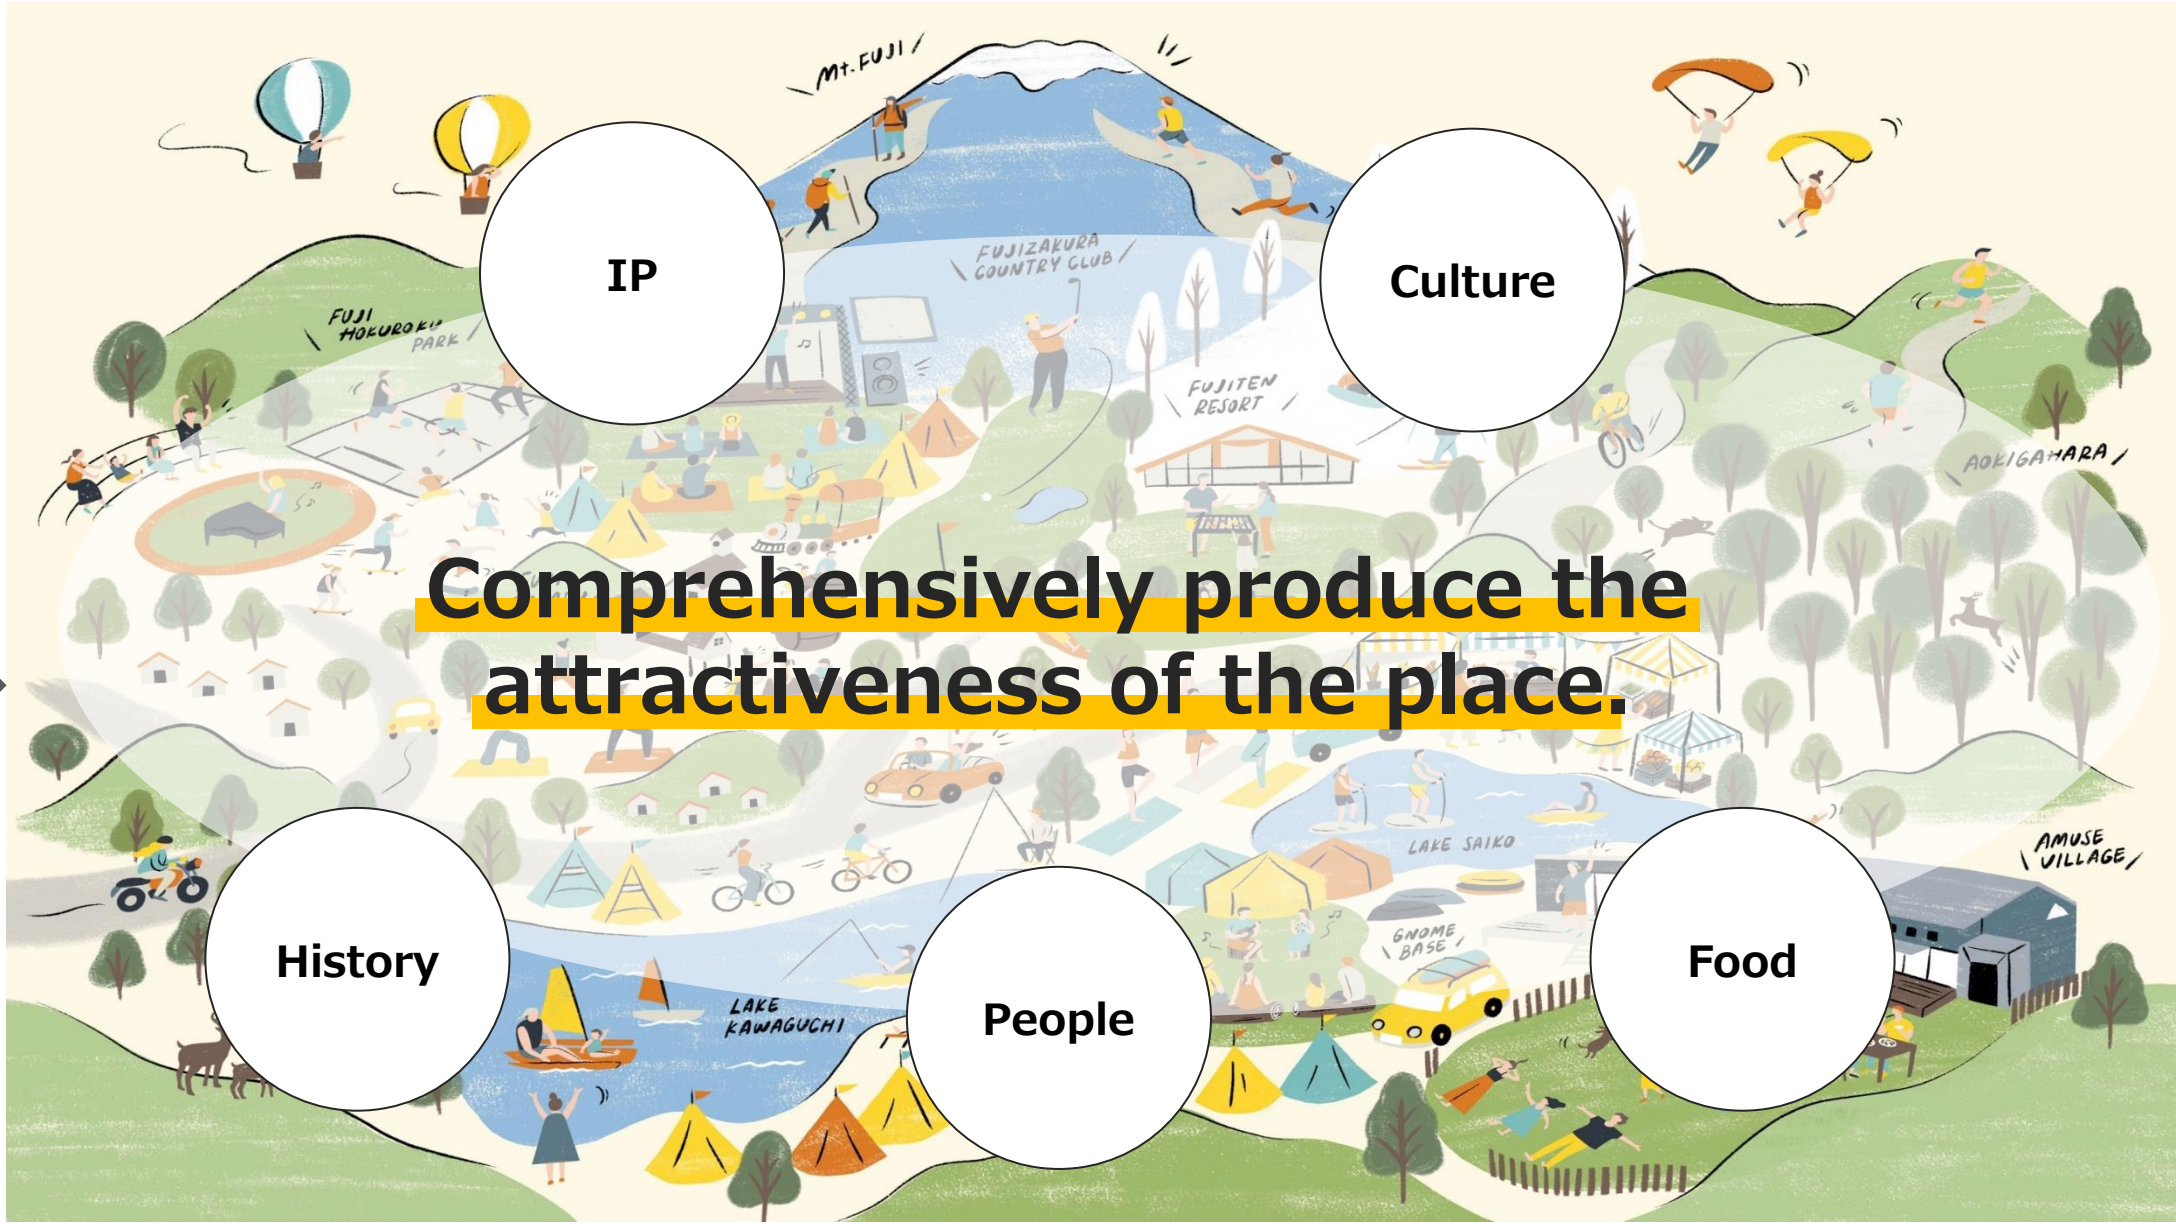 Mt. FUJI
FUJIZAKURA
COUNTRY CLUB
IP
Culture
FUJI
HOKUROKU
PARK
FUJITEN
RESORT
AOKIGAHARA
Comprehensively produce the
attractiveness of the place.
LAKE SAIKO
AMUSE
VILLAGE
GNOME
BASE
History
Food
LAKE
KAWAGUCHI
People